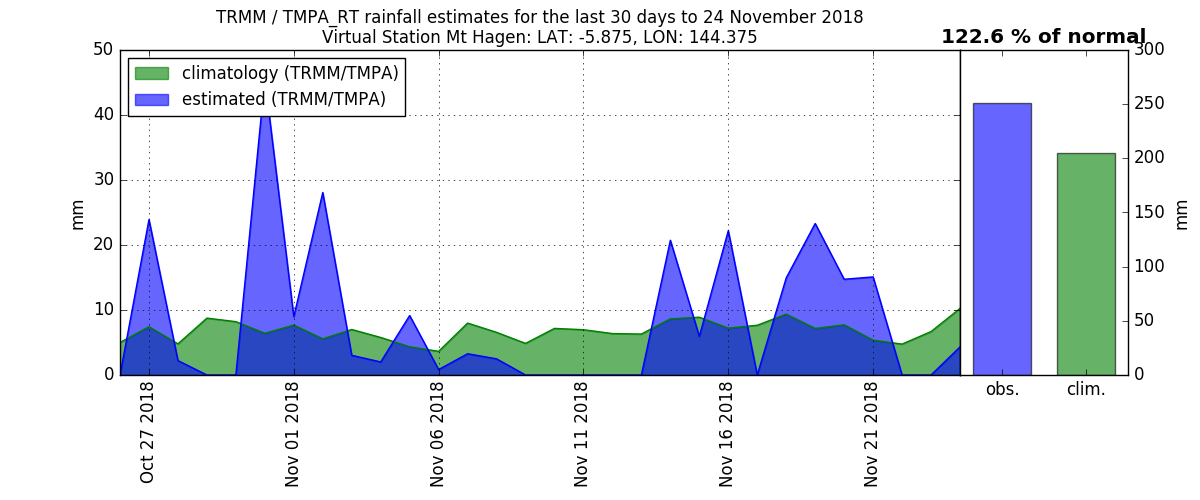 TRMM / TMPA_RT rainfall estimates for the last 30 days to 24 November 2018
Virtual Station Mt Hagen: LAT: -5.875, LON: 144.375
122.6 % of normal
climatology (TRMM/TMPA)
estimated (TRMM/TMPA)
50
40
30
20
10
0
mm
300
250
200
150
100
50
0
mm
obs.
clim.
Oct 27 2018
Nov 01 2018
Nov 06 2018
Nov 11 2018
Nov 16 2018
Nov 21 2018